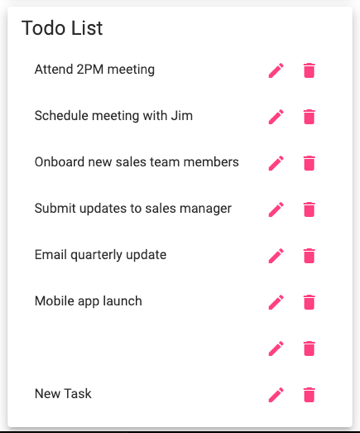 Todo List
Attend 2PM meeting
Schedule meeting with Jim
Onboard new sales team members
Submit updates to sales manager
Email quarterly update
Mobile app launch
New Task